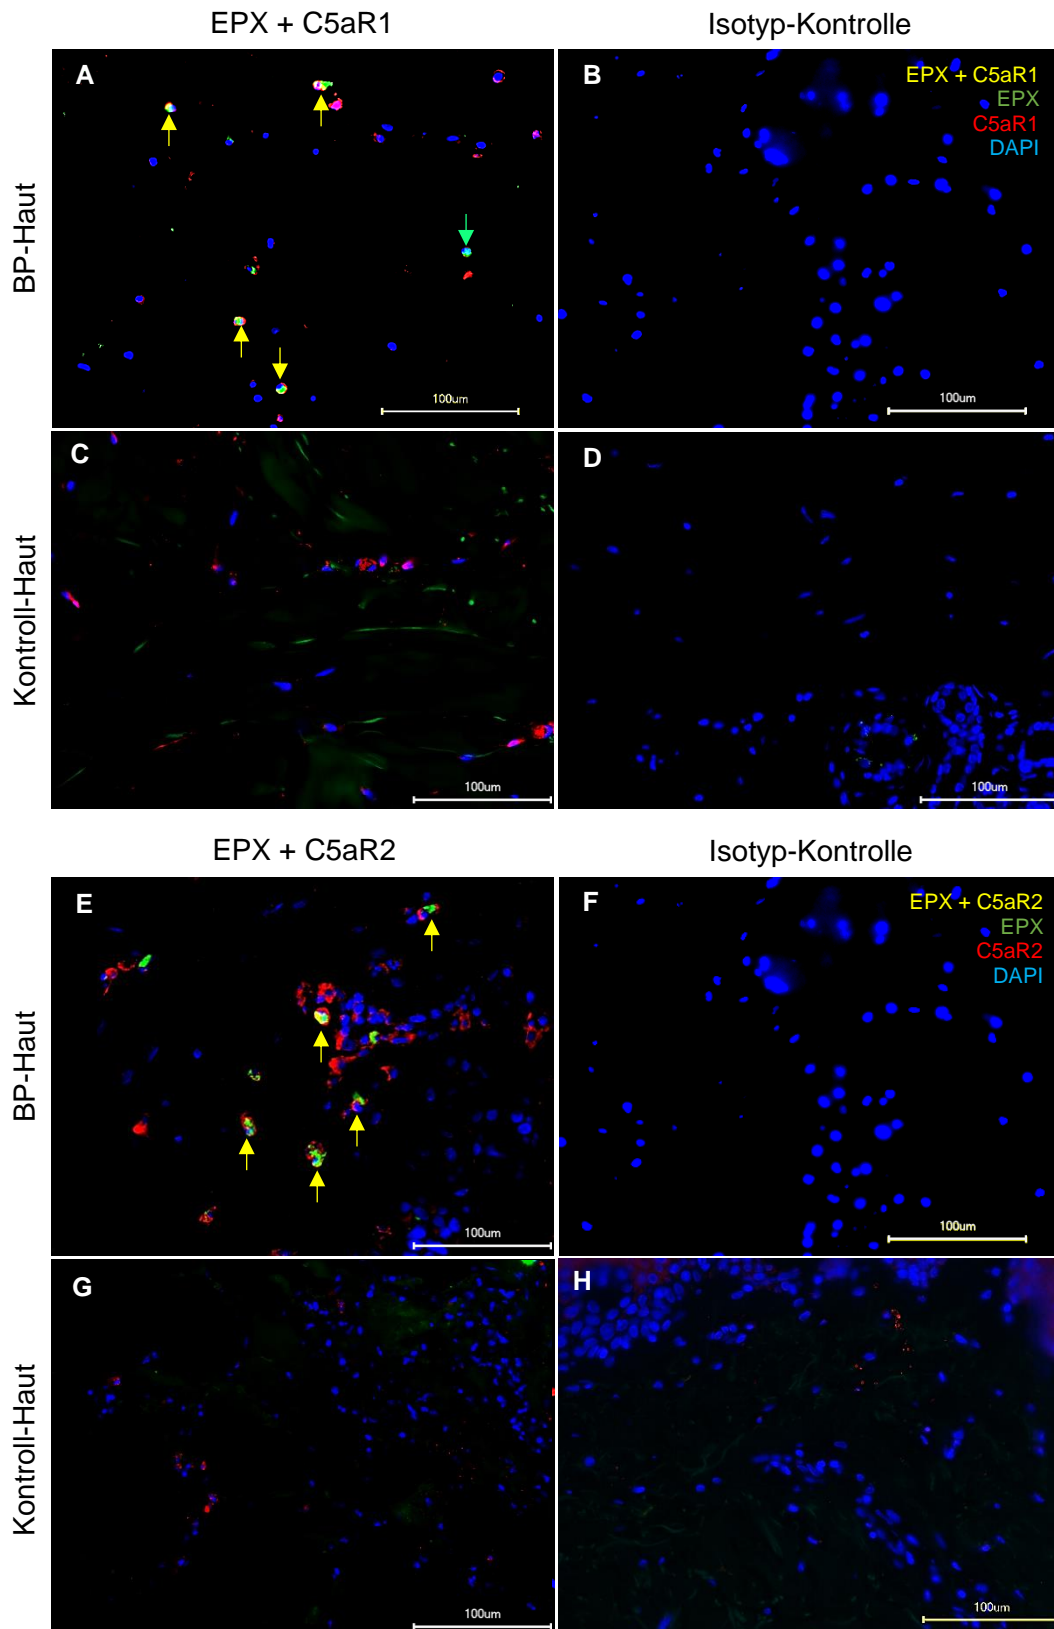 EPX + C5aR1
Isotyp-Kontrolle
BP-Haut
A
100um
B
EPX + C5aR1
EPX
C5aR1
DAPI
100um
Kontroll-Haut
C
100um
D
100um
EPX + C5aR2
Isotyp-Kontrolle
BP-Haut
E
100um
F
EPX + C5aR2
EPX
C5aR2
DAPI
100um
Kontroll-Haut
G
100um
H
100um